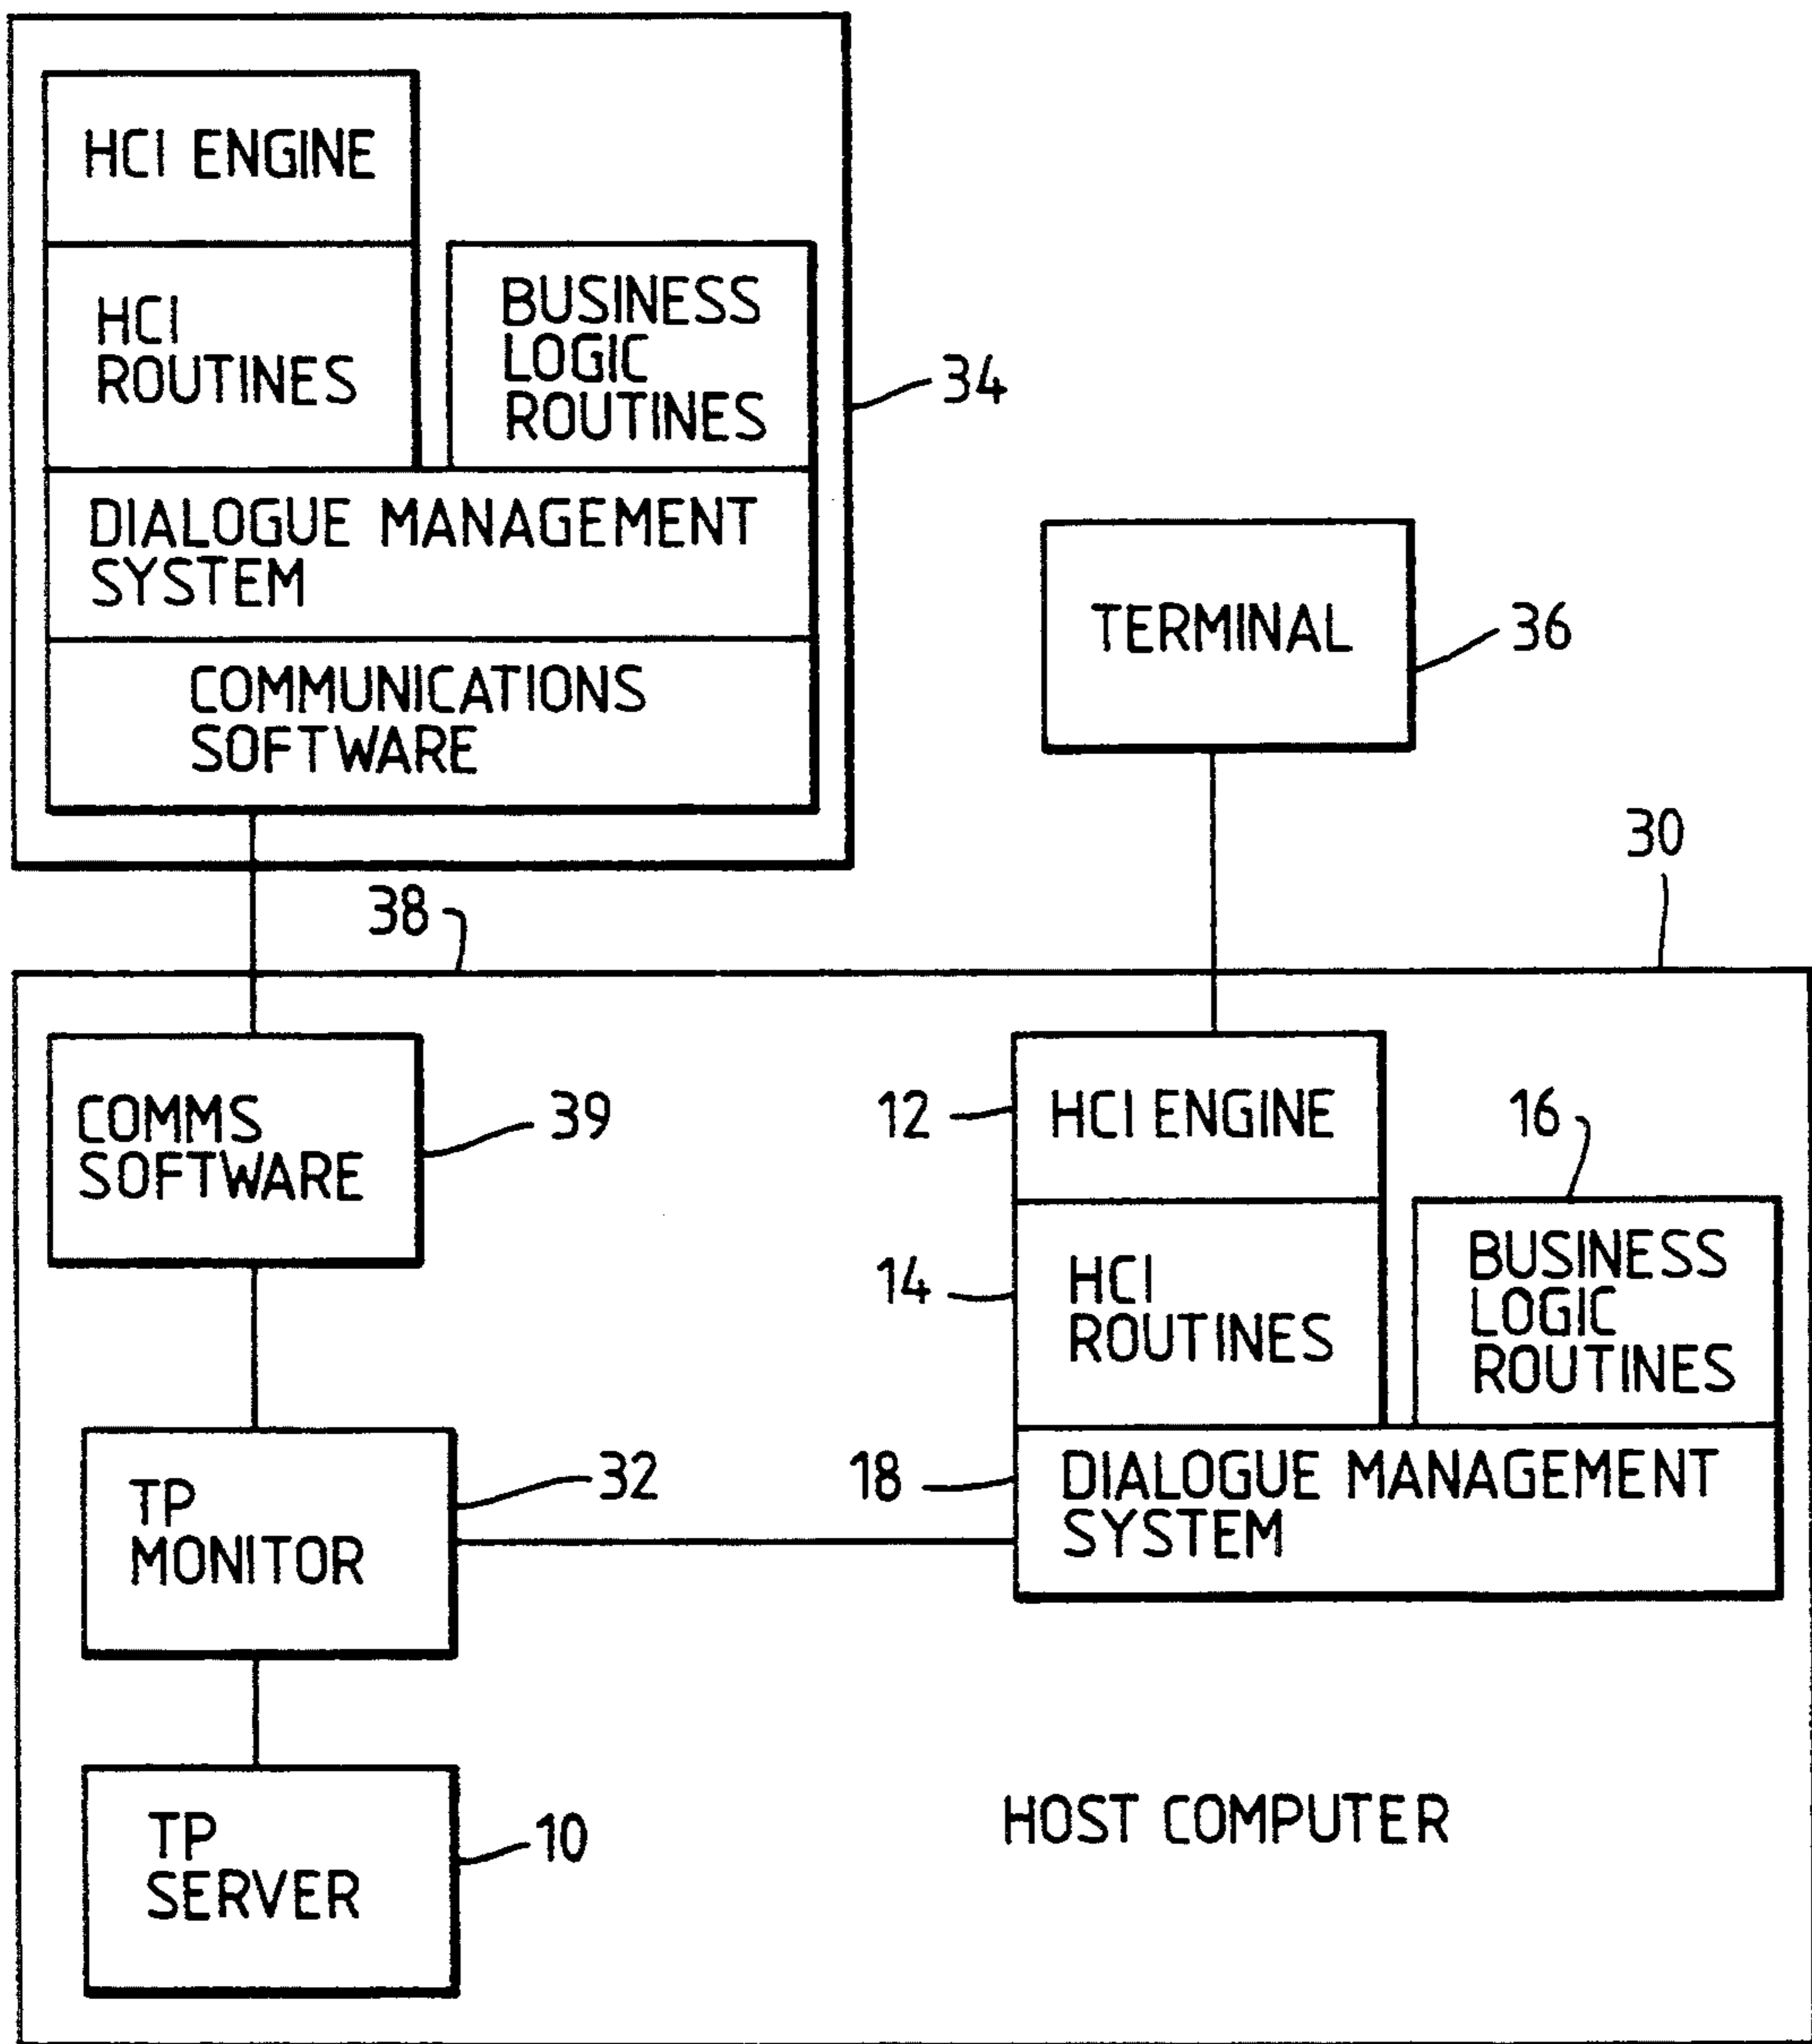 HCI ENGINE
HCI
ROUTINES
BUSINESS
LOGIC
ROUTINES
34
DIALOGUE MANAGEMENT
SYSTEM
COMMUNICATIONS
SOFTWARE
TERMINAL
36
30
38
COMMS
SOFTWARE
39
12
HCI ENGINE
16
14
HCI
ROUTINES
BUSINESS
LOGIC
ROUTINES
TP
MONITOR
32
18
DIALOGUE MANAGEMENT
SYSTEM
TP
SERVER
10
HOST COMPUTER